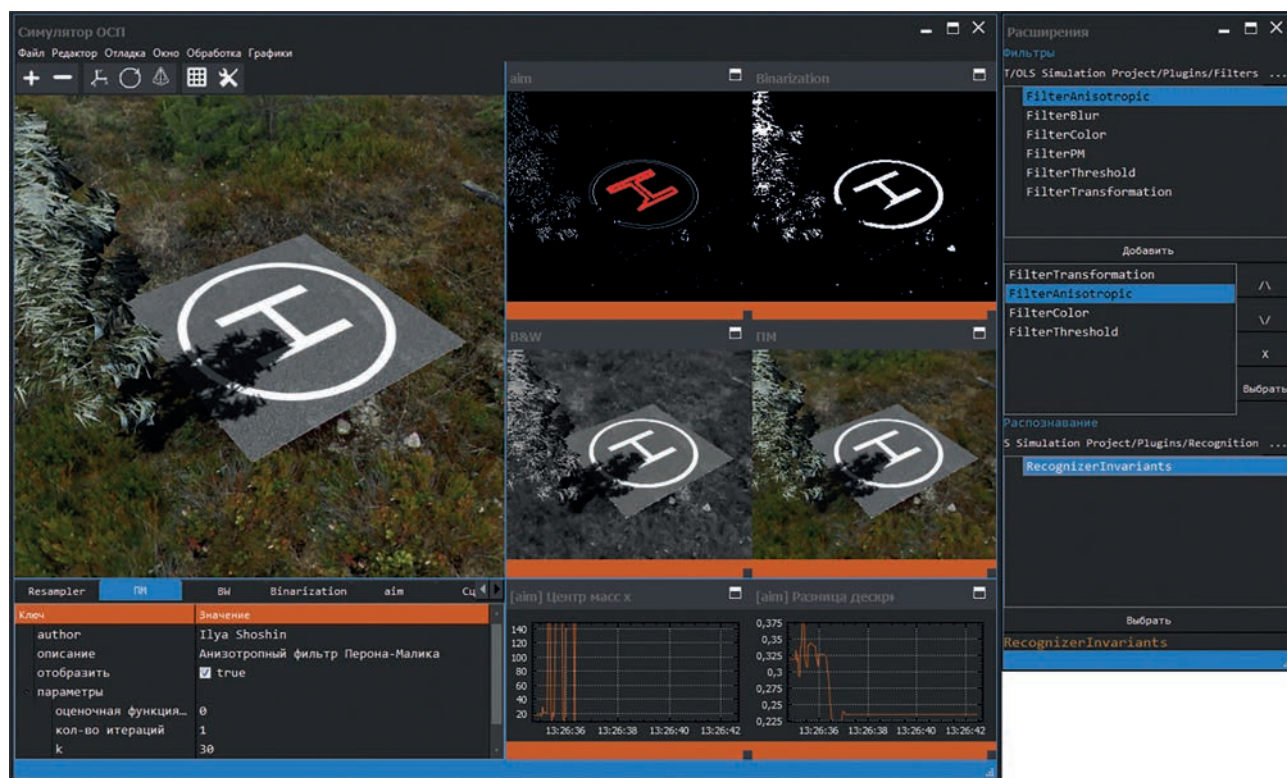 Симулятор ОСП
Файл Редактор Отладка Окно Обработка Графики
aim
Binarization
B&W
ПМ
Resampler ПМ BW Binarization aim Сц
Ключ Значение
author Ilya Shoshin
описание Анизотропный фильтр Перона-Малика
отобразить true
параметры
оценочная функция… 0
кол-во итераций 1
k 30
[aim] Центр масс x
140
120
100
80
60
40
20
13:26:36 13:26:38 13:26:40 13:26:42
[aim] Разница дескри
0,375
0,35
0,325
0,3
0,275
0,25
0,225
13:26:36 13:26:38 13:26:40 13:26:42
Расширения
Фильтры
T/OLS Simulation Project/Plugins/Filters ...
FilterAnisotropic
FilterBlur
FilterColor
FilterPM
FilterThreshold
FilterTransformation
Добавить
FilterTransformation
FilterAnisotropic
FilterColor
FilterThreshold
/\
\/
X
Выбрать
Распознавание
S Simulation Project/Plugins/Recognition ...
RecognizerInvariants
Выбрать
RecognizerInvariants